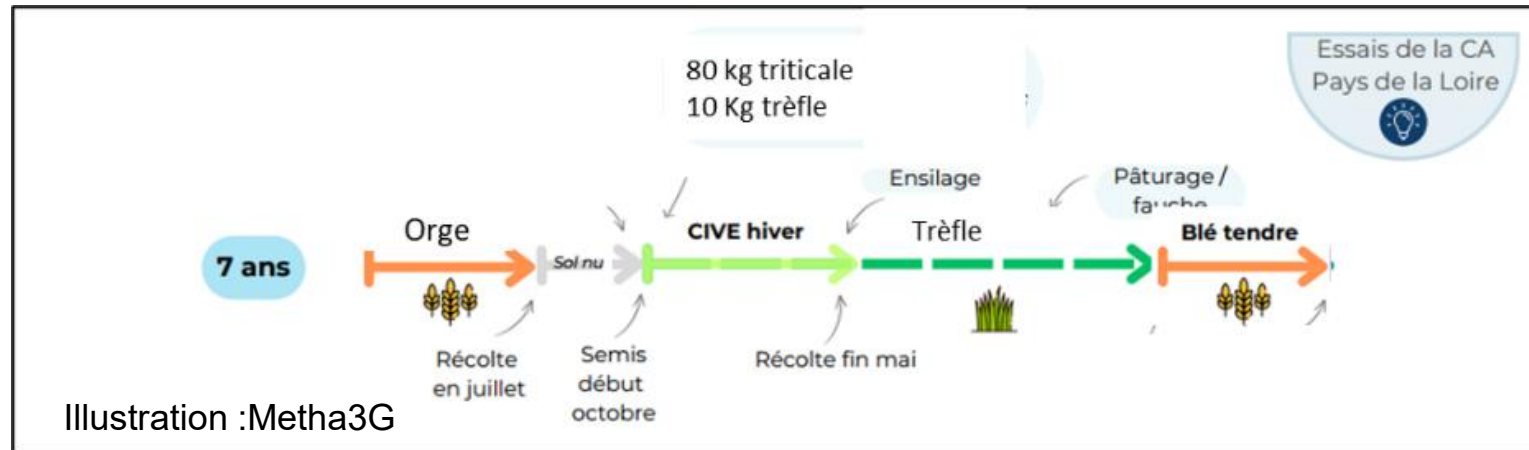 80 kg triticale
10 Kg trèfle
Essais de la CA
Pays de la Loire
Ensilage
Pâturage /
fauche
7 ans
Orge
Sol nu
CIVE hiver
Trèfle
Blé tendre
Récolte
en juillet
Semis
début
octobre
Récolte fin mai
Illustration :Metha3G